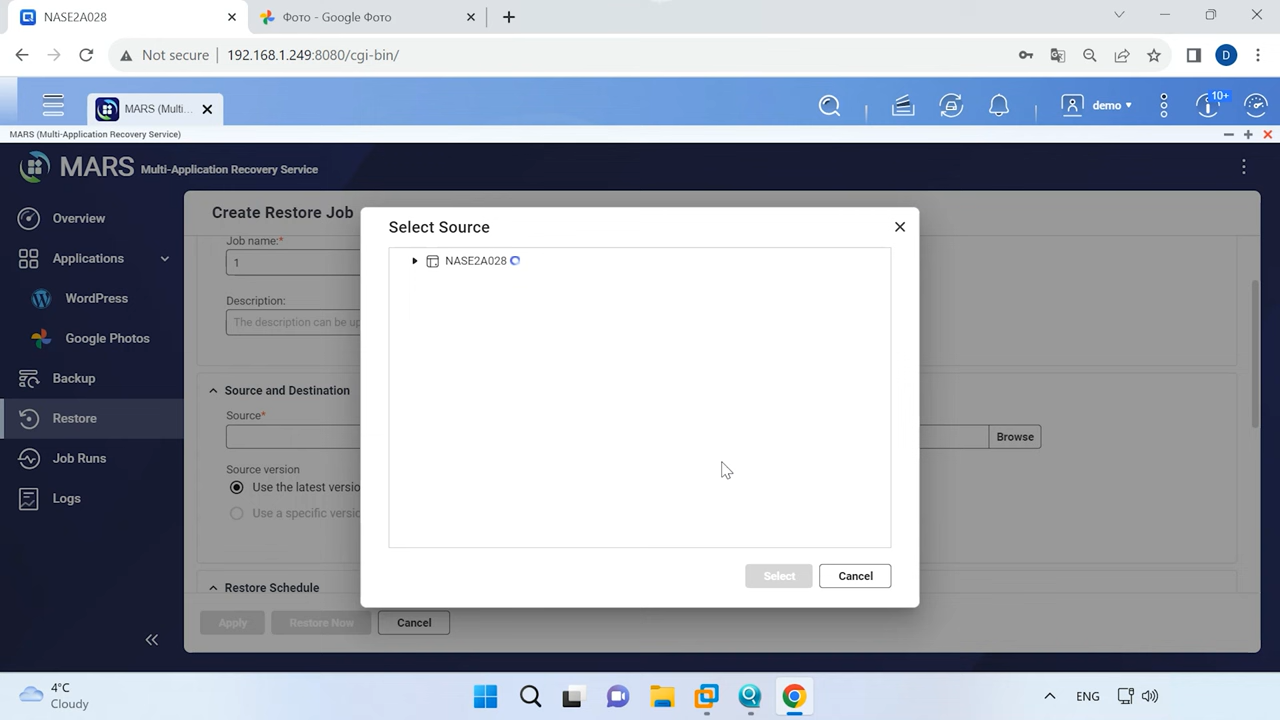 NASE2A028
Фото - Google Фото
Not secure
192.168.1.249:8080/cgi-bin/
D
MARS (Multi...
demo
10+
MARS (Multi-Application Recovery Service)
MARS Multi-Application Recovery Service
Overview
Applications
WordPress
Google Photos
Backup
Restore
Job Runs
Logs
Create Restore Job
Job name:*
1
Description:
The description can be up
Source and Destination
Source*
Browse
Source version
Use the latest versio
Use a specific versio
Restore Schedule
Apply
Restore Now
Cancel
Select Source
NASE2A028
Select
Cancel
4°C
Cloudy
ENG